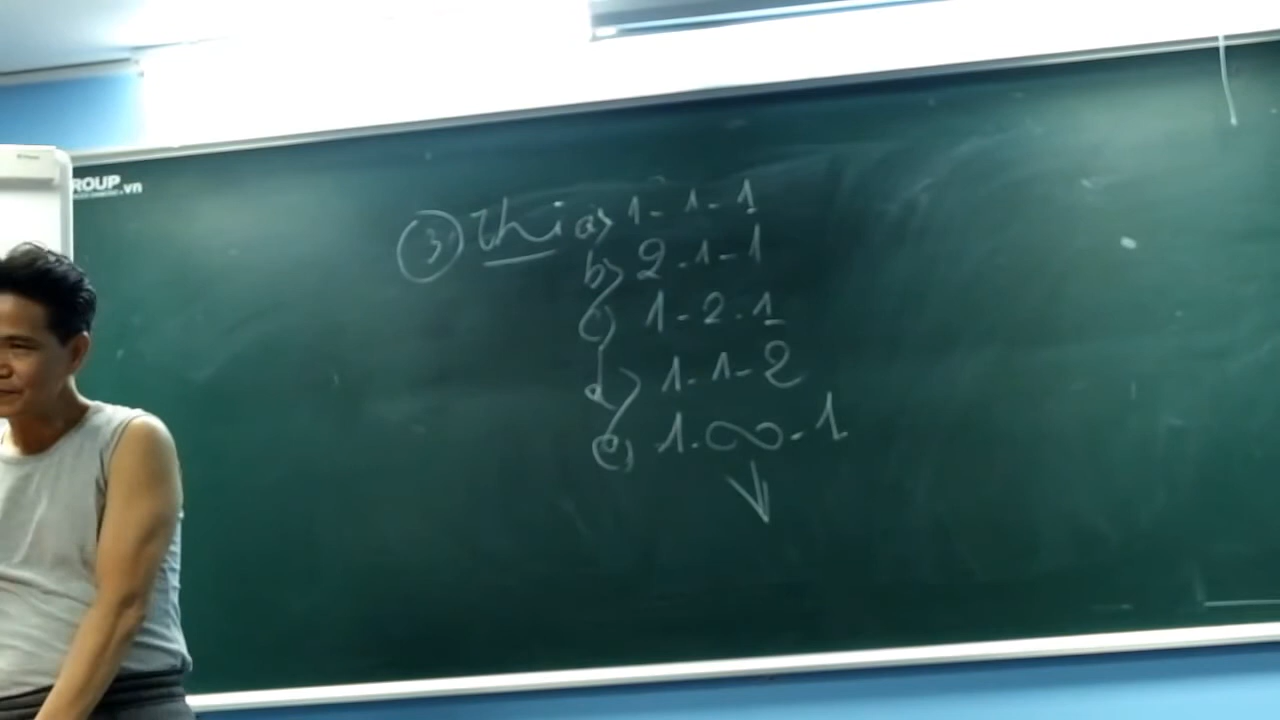 ROUP.vn
③ Thi a) 1 - 1 - 1
b) 2 - 1 - 1
c) 1 - 2 - 1
d) 1 - 1 - 2
e) 1 - ∞ - 1
↓